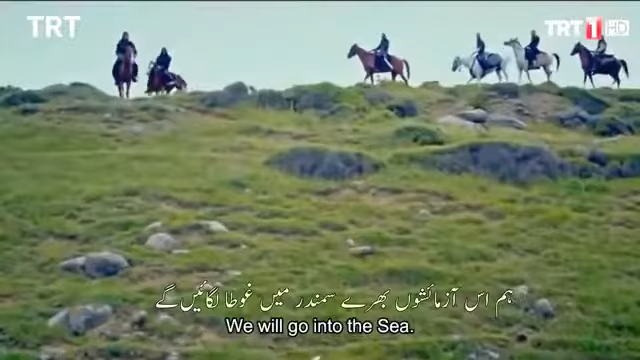 TRT
TRT 1 HD
ہم اس آزمائشوں بھرے سمندر میں غوطا لگائیں گے
We will go into the Sea.